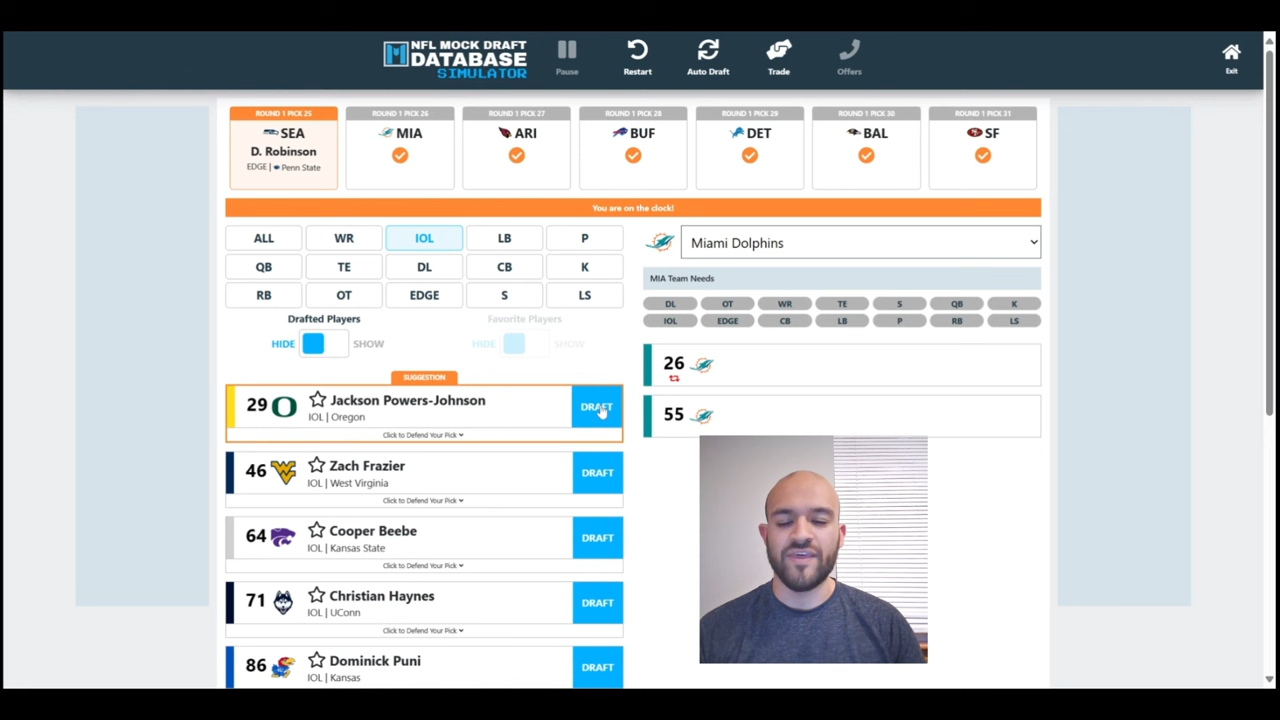 NFL MOCK DRAFT
DATABASE
SIMULATOR
Pause
Restart
Auto Draft
Trade
Offers
Exit
ROUND 1 PICK 25
SEA
D. Robinson
EDGE | Penn State
ROUND 1 PICK 26
MIA
ROUND 1 PICK 27
ARI
ROUND 1 PICK 28
BUF
ROUND 1 PICK 29
DET
ROUND 1 PICK 30
BAL
ROUND 1 PICK 31
SF
You are on the clock!
ALL WR IOL LB P
QB TE DL CB K
RB OT EDGE S LS
Drafted Players
HIDE SHOW
Favorite Players
HIDE SHOW
SUGGESTION
29 O Jackson Powers-Johnson
IOL | Oregon
DRAFT
Click to Defend Your Pick
46 Zach Frazier
IOL | West Virginia
DRAFT
Click to Defend Your Pick
64 Cooper Beebe
IOL | Kansas State
DRAFT
Click to Defend Your Pick
71 Christian Haynes
IOL | UConn
DRAFT
Click to Defend Your Pick
86 Dominick Puni
IOL | Kansas
DRAFT
Miami Dolphins
MIA Team Needs
DL OT WR TE S QB K
IOL EDGE CB LB P RB LS
26
55